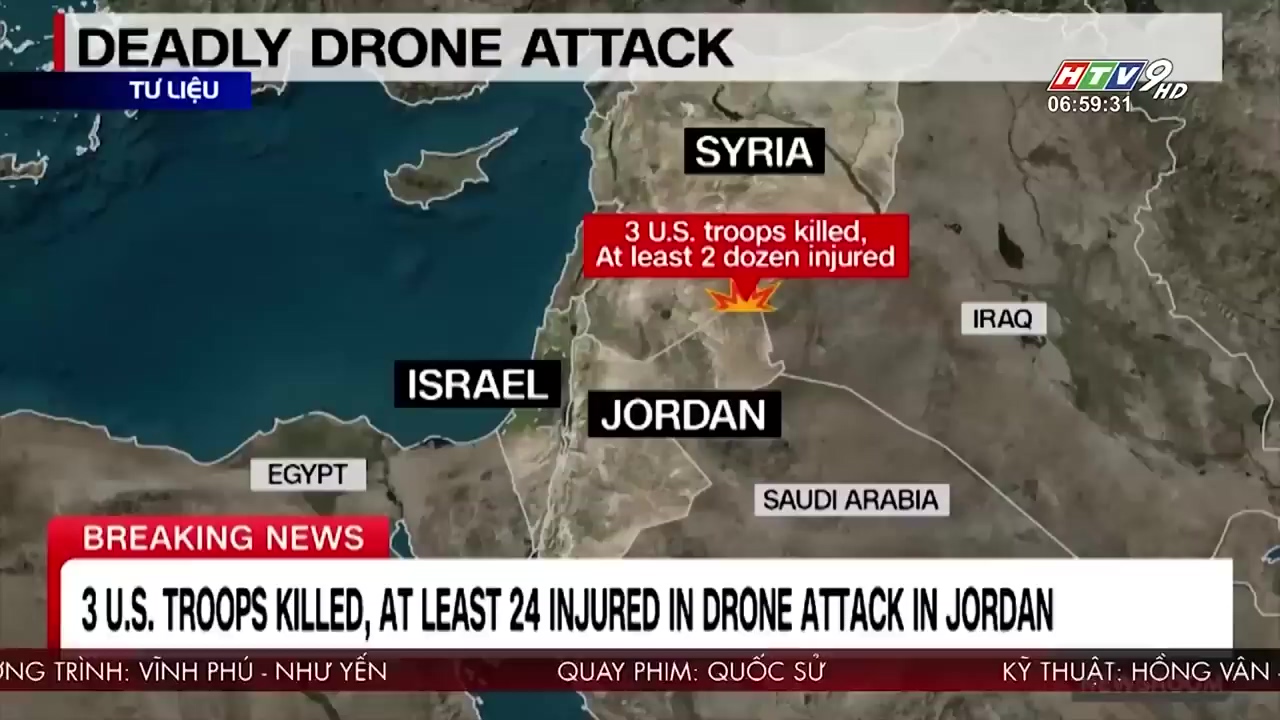 DEADLY DRONE ATTACK
TƯ LIỆU
HTV9 HD
06:59:31
SYRIA
3 U.S. troops killed,
At least 2 dozen injured
IRAQ
ISRAEL
JORDAN
EGYPT
SAUDI ARABIA
BREAKING NEWS
3 U.S. TROOPS KILLED, AT LEAST 24 INJURED IN DRONE ATTACK IN JORDAN
TRÌNH: VĨNH PHÚ - NHƯ YẾN QUAY PHIM: QUỐC SỬ KỸ THUẬT: HỒNG VÂN -